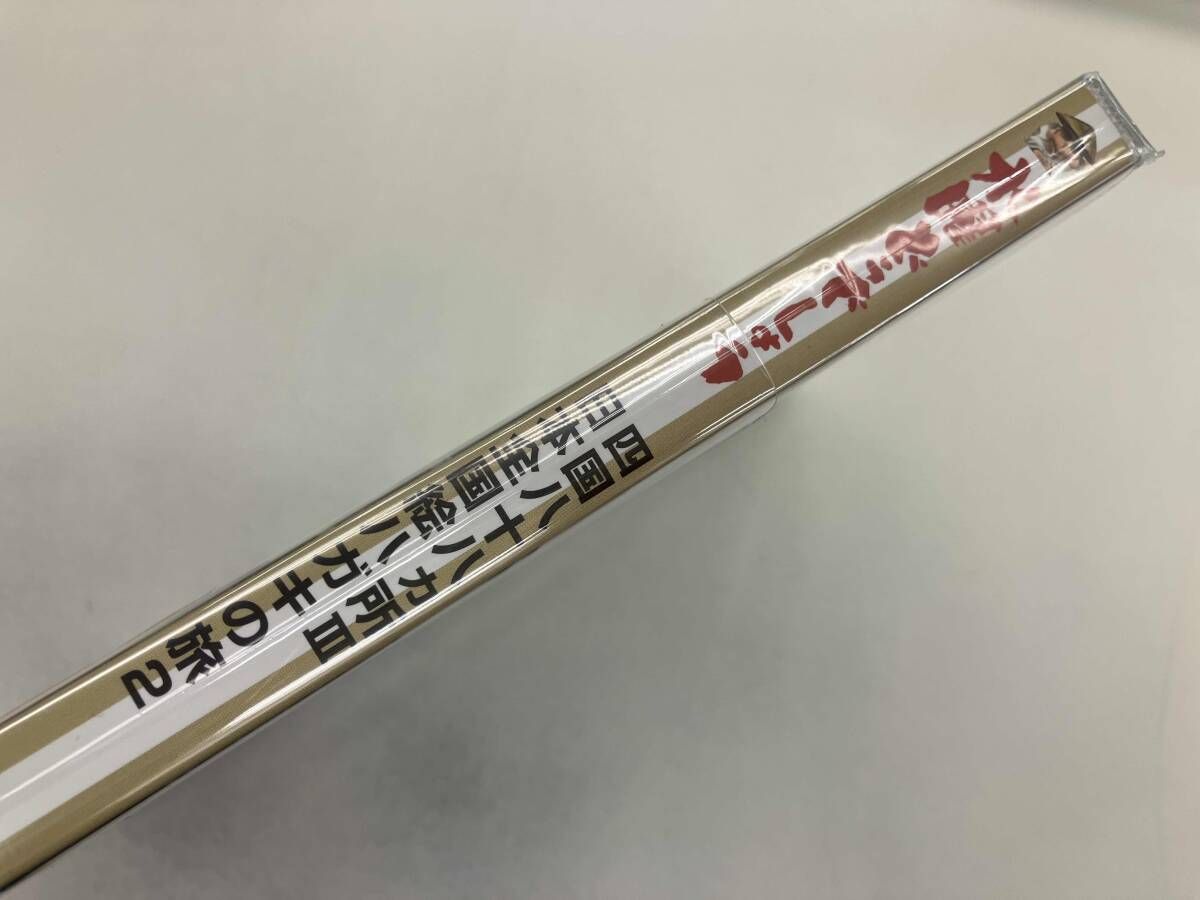 水曜どうでしょう
四国八十八カ所Ⅲ
日本全国絵ハガキの旅2